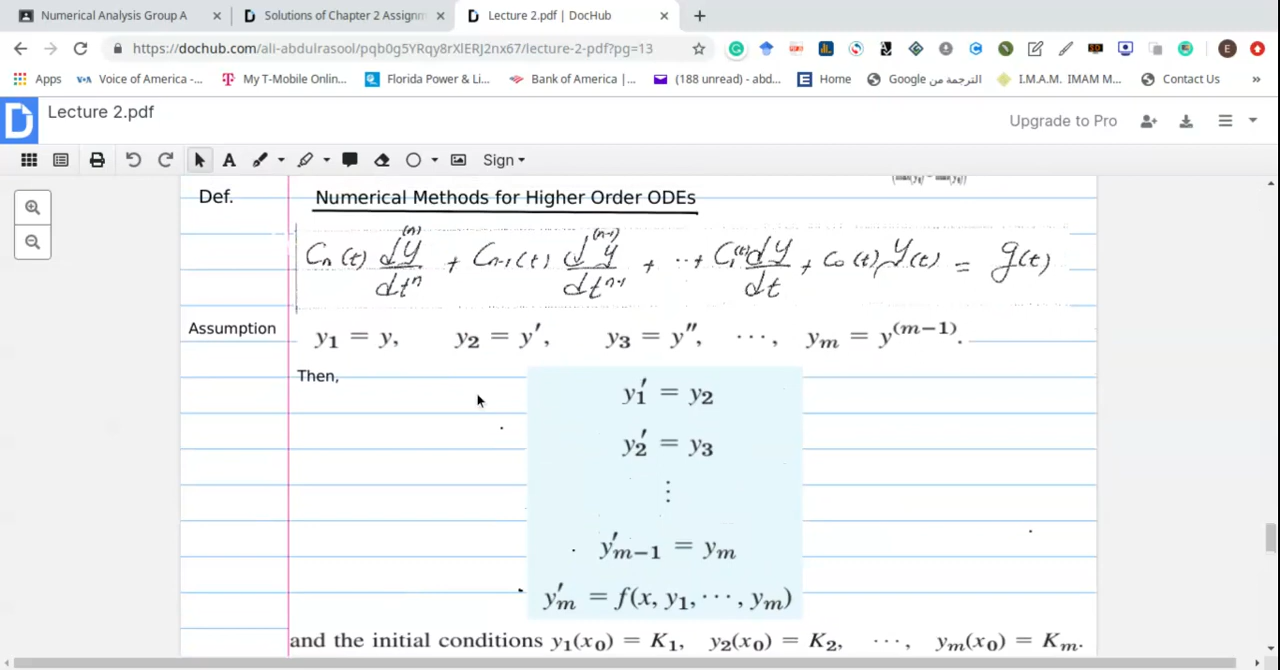 Numerical Analysis Group A
Solutions of Chapter 2 Assignm
Lecture 2.pdf | DocHub
https://dochub.com/ali-abdulrasool/pqb0g5YRqy8rXlERJ2nx67/lecture-2-pdf?pg=13
Apps Voice of America -... My T-Mobile Onlin... Florida Power & Li... Bank of America |... (188 unread) - abd... Home الترجمة من Google I.M.A.M. IMAM M... Contact Us »
Lecture 2.pdf
Upgrade to Pro
Sign
Def. Numerical Methods for Higher Order ODEs
Cn(t) d^(n)y/dt^n + Cn-1(t) d^(n-1)y/dt^n-1 + ··+ C1(t) dy/dt + C0(t) y(t) = g(t)
Assumption y1 = y, y2 = y′, y3 = y″, ···, ym = y^(m−1).
Then,
y′1 = y2
y′2 = y3
⋮
y′m−1 = ym
y′m = f(x, y1, ···, ym)
and the initial conditions y1(x0) = K1, y2(x0) = K2, ···, ym(x0) = Km.